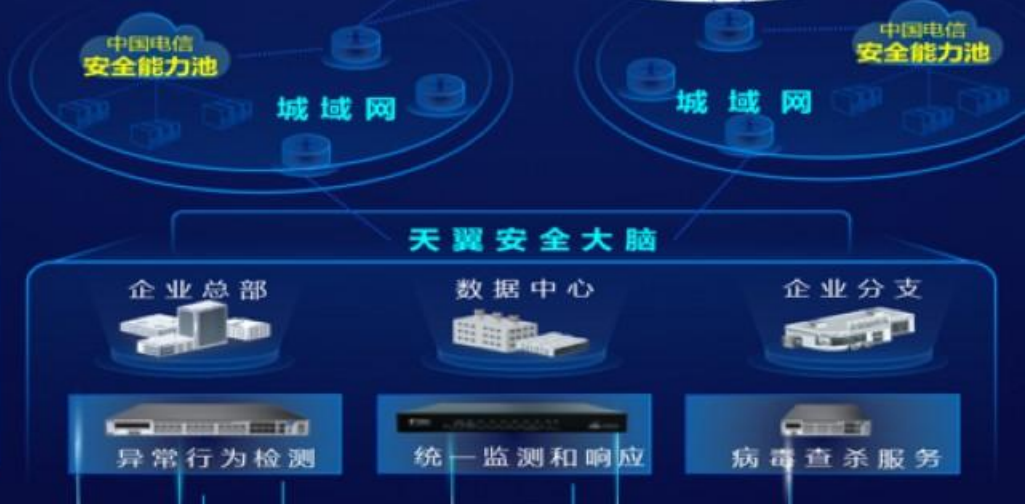 中国电信
安全能力池
中国电信
安全能力池
城域网
城域网
天翼安全大脑
企业总部
数据中心
企业分支
异常行为检测
统一监测和响应
病毒查杀服务